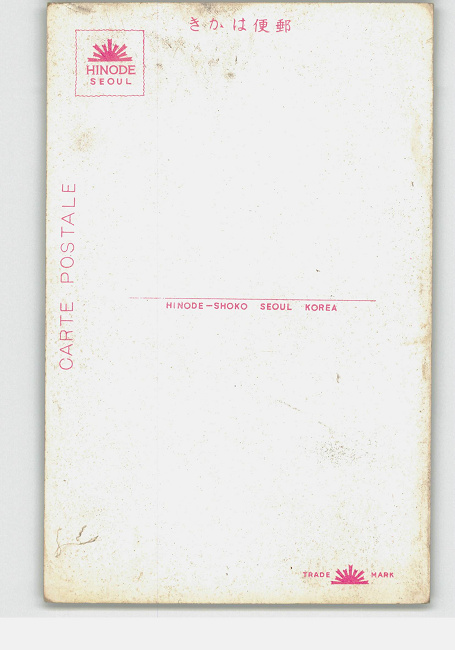 きかは便郵
HINODE
SEOUL
CARTE POSTALE
HINODE-SHOKO SEOUL KOREA
TRADE MARK